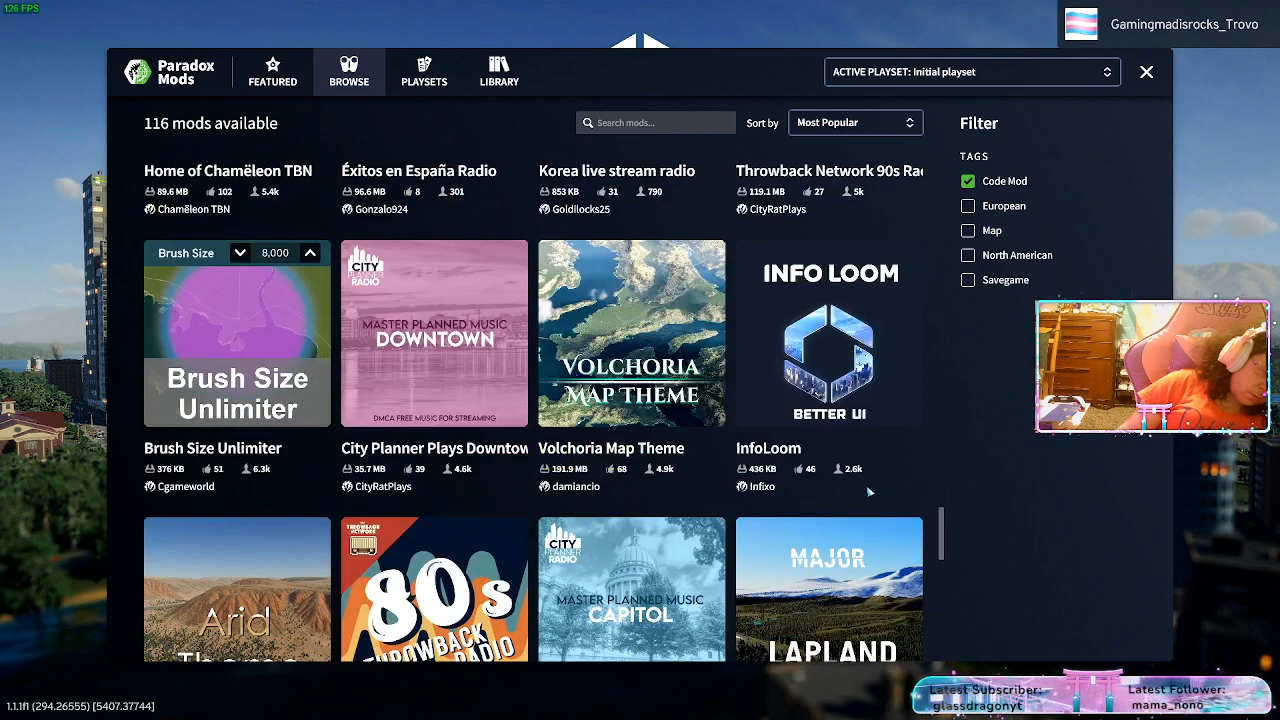 126 FPS
Gamingmadisrocks_Trovo
Paradox Mods
FEATURED
BROWSE
PLAYSETS
LIBRARY
ACTIVE PLAYSET: Initial playset
116 mods available
Search mods...
Sort by
Most Popular
Filter
TAGS
Code Mod
European
Map
North American
Savegame
Home of Chamëleon TBN
89.6 MB 102 5.4k
Chamëleon TBN
Éxitos en España Radio
96.6 MB 8 301
Gonzalo924
Korea live stream radio
853 KB 31 790
Goldilocks25
Throwback Network 90s Rac
119.1 MB 27 5k
CityRatPlays
Brush Size 8,000
Brush Size
Unlimiter
Brush Size Unlimiter
376 KB 51 6.3k
Cgameworld
CITY
PLANNER
RADIO
MASTER PLANNED MUSIC
DOWNTOWN
DMCA FREE MUSIC FOR STREAMING
City Planner Plays Downtow
35.7 MB 39 4.6k
CityRatPlays
VOLCHORIA
MAP THEME
Volchoria Map Theme
191.9 MB 68 4.9k
damiancio
INFO LOOM
BETTER UI
InfoLoom
436 KB 46 2.6k
Infixo
Arid
Theme
THE THROWBACK
NETWORK
80s
THROWBACK
RADIO
CITY
PLANNER
RADIO
MASTER PLANNED MUSIC
CAPITOL
MAJOR
LAPLAND
Latest Subscriber:
glassdragonyt
Latest Follower:
mama_nono
1.1.1f1 (294.26555) [5407.37744]